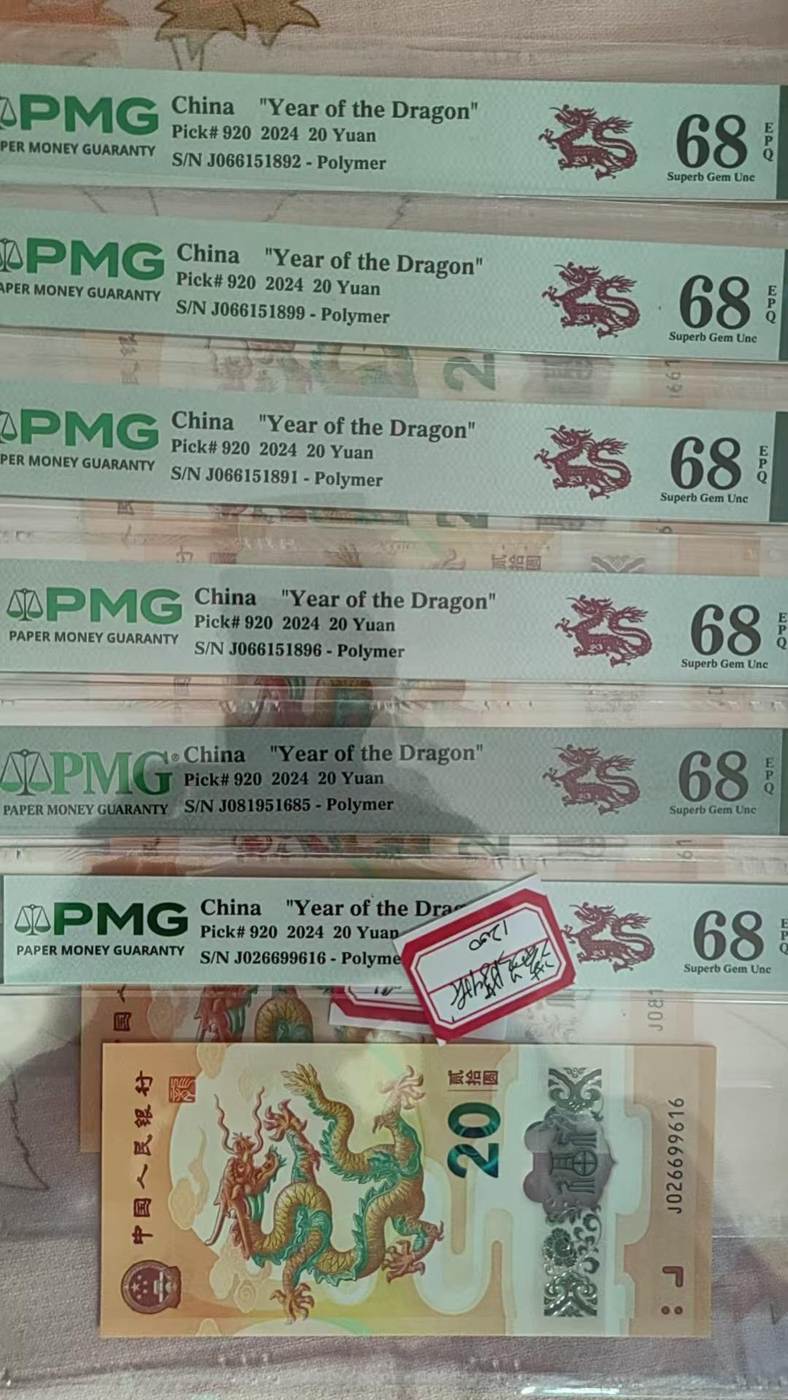 PMG
PER MONEY GUARANTY
China "Year of the Dragon"
Pick# 920 2024 20 Yuan
S/N J066151892 - Polymer
68
EPQ
Superb Gem Unc
PMG
APER MONEY GUARANTY
China "Year of the Dragon"
Pick# 920 2024 20 Yuan
S/N J066151899 - Polymer
68
EPQ
Superb Gem Unc
PMG
PER MONEY GUARANTY
China "Year of the Dragon"
Pick# 920 2024 20 Yuan
S/N J066151891 - Polymer
68
EPQ
Superb Gem Unc
PMG
PAPER MONEY GUARANTY
China "Year of the Dragon"
Pick# 920 2024 20 Yuan
S/N J066151896 - Polymer
68
EPQ
Superb Gem Unc
PMG®
PAPER MONEY GUARANTY
China "Year of the Dragon"
Pick# 920 2024 20 Yuan
S/N J081951685 - Polymer
68
EPQ
Superb Gem Unc
PMG
PAPER MONEY GUARANTY
China "Year of the Dra
Pick# 920 2024 20 Yuan
S/N J026699616 - Polyme
68
EPQ
Superb Gem Unc
1200
J081
中国人民银行
贰拾圆
20
福
J026699616